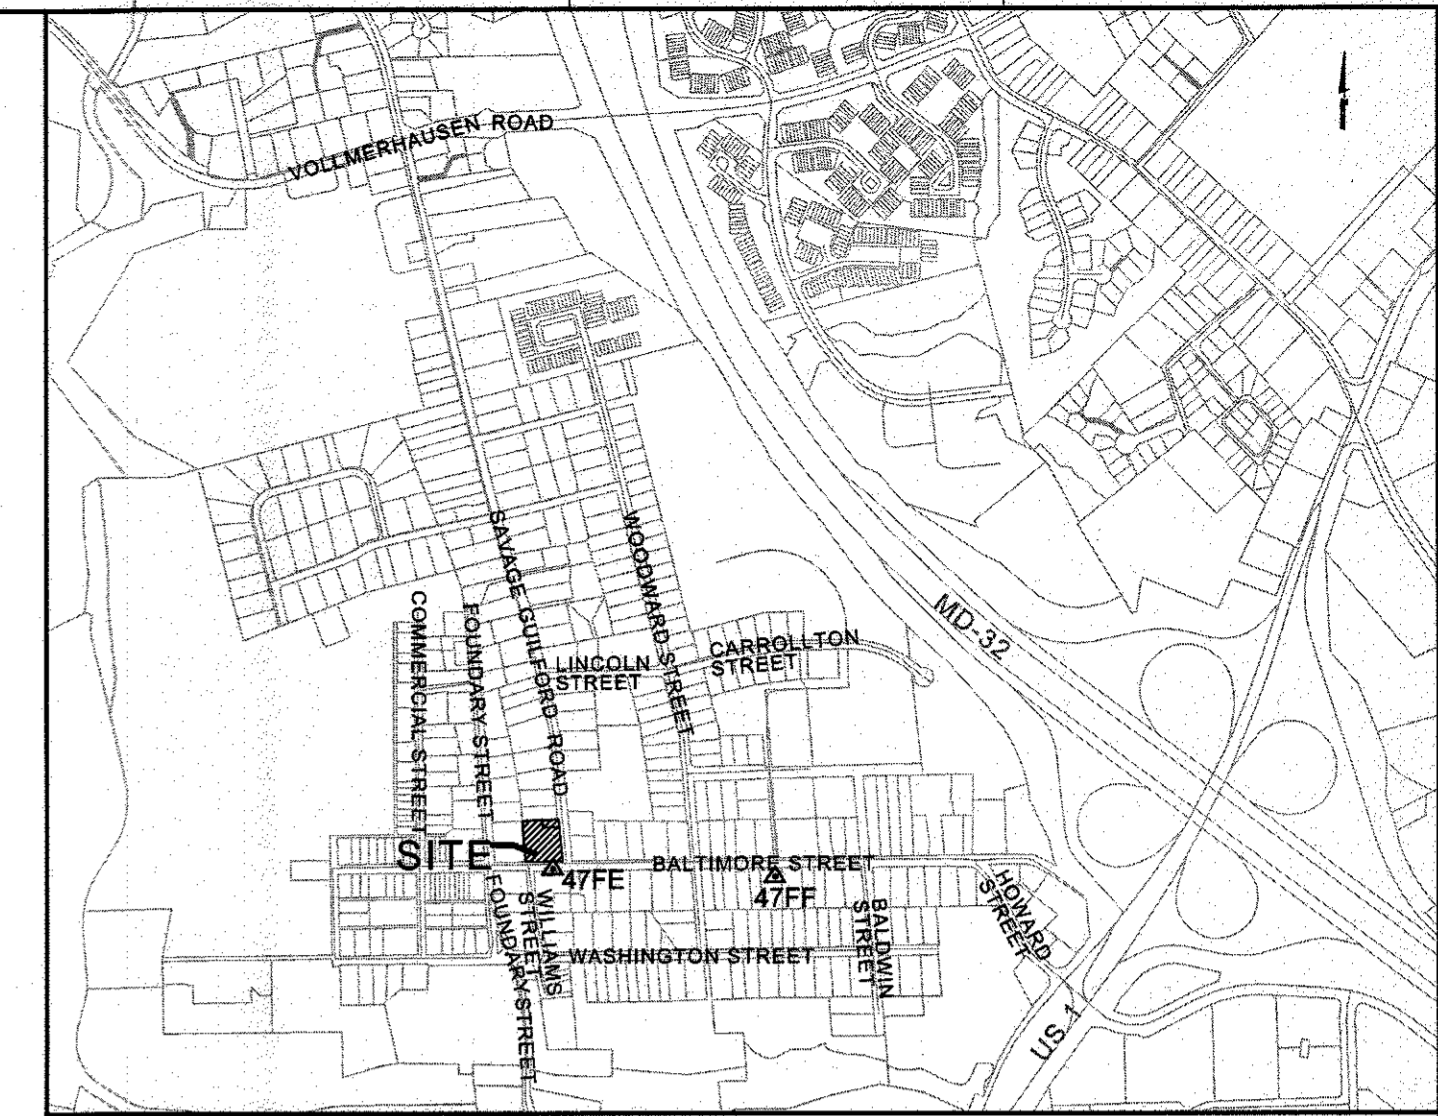 VOLLMERHAUSEN ROAD
SAVAGE GUILFORD ROAD
WOODWARD STREET
MD-32
COMMERCIAL STREET
FOUNDARY STREET
LINCOLN
STREET
CARROLLTON
STREET
SITE
BALTIMORE STREET
47FE
47FF
HOWARD
STREET
WILLIAMS
STREET
FOUNDARY STREET
BALDWIN
STREET
WASHINGTON STREET
US 1